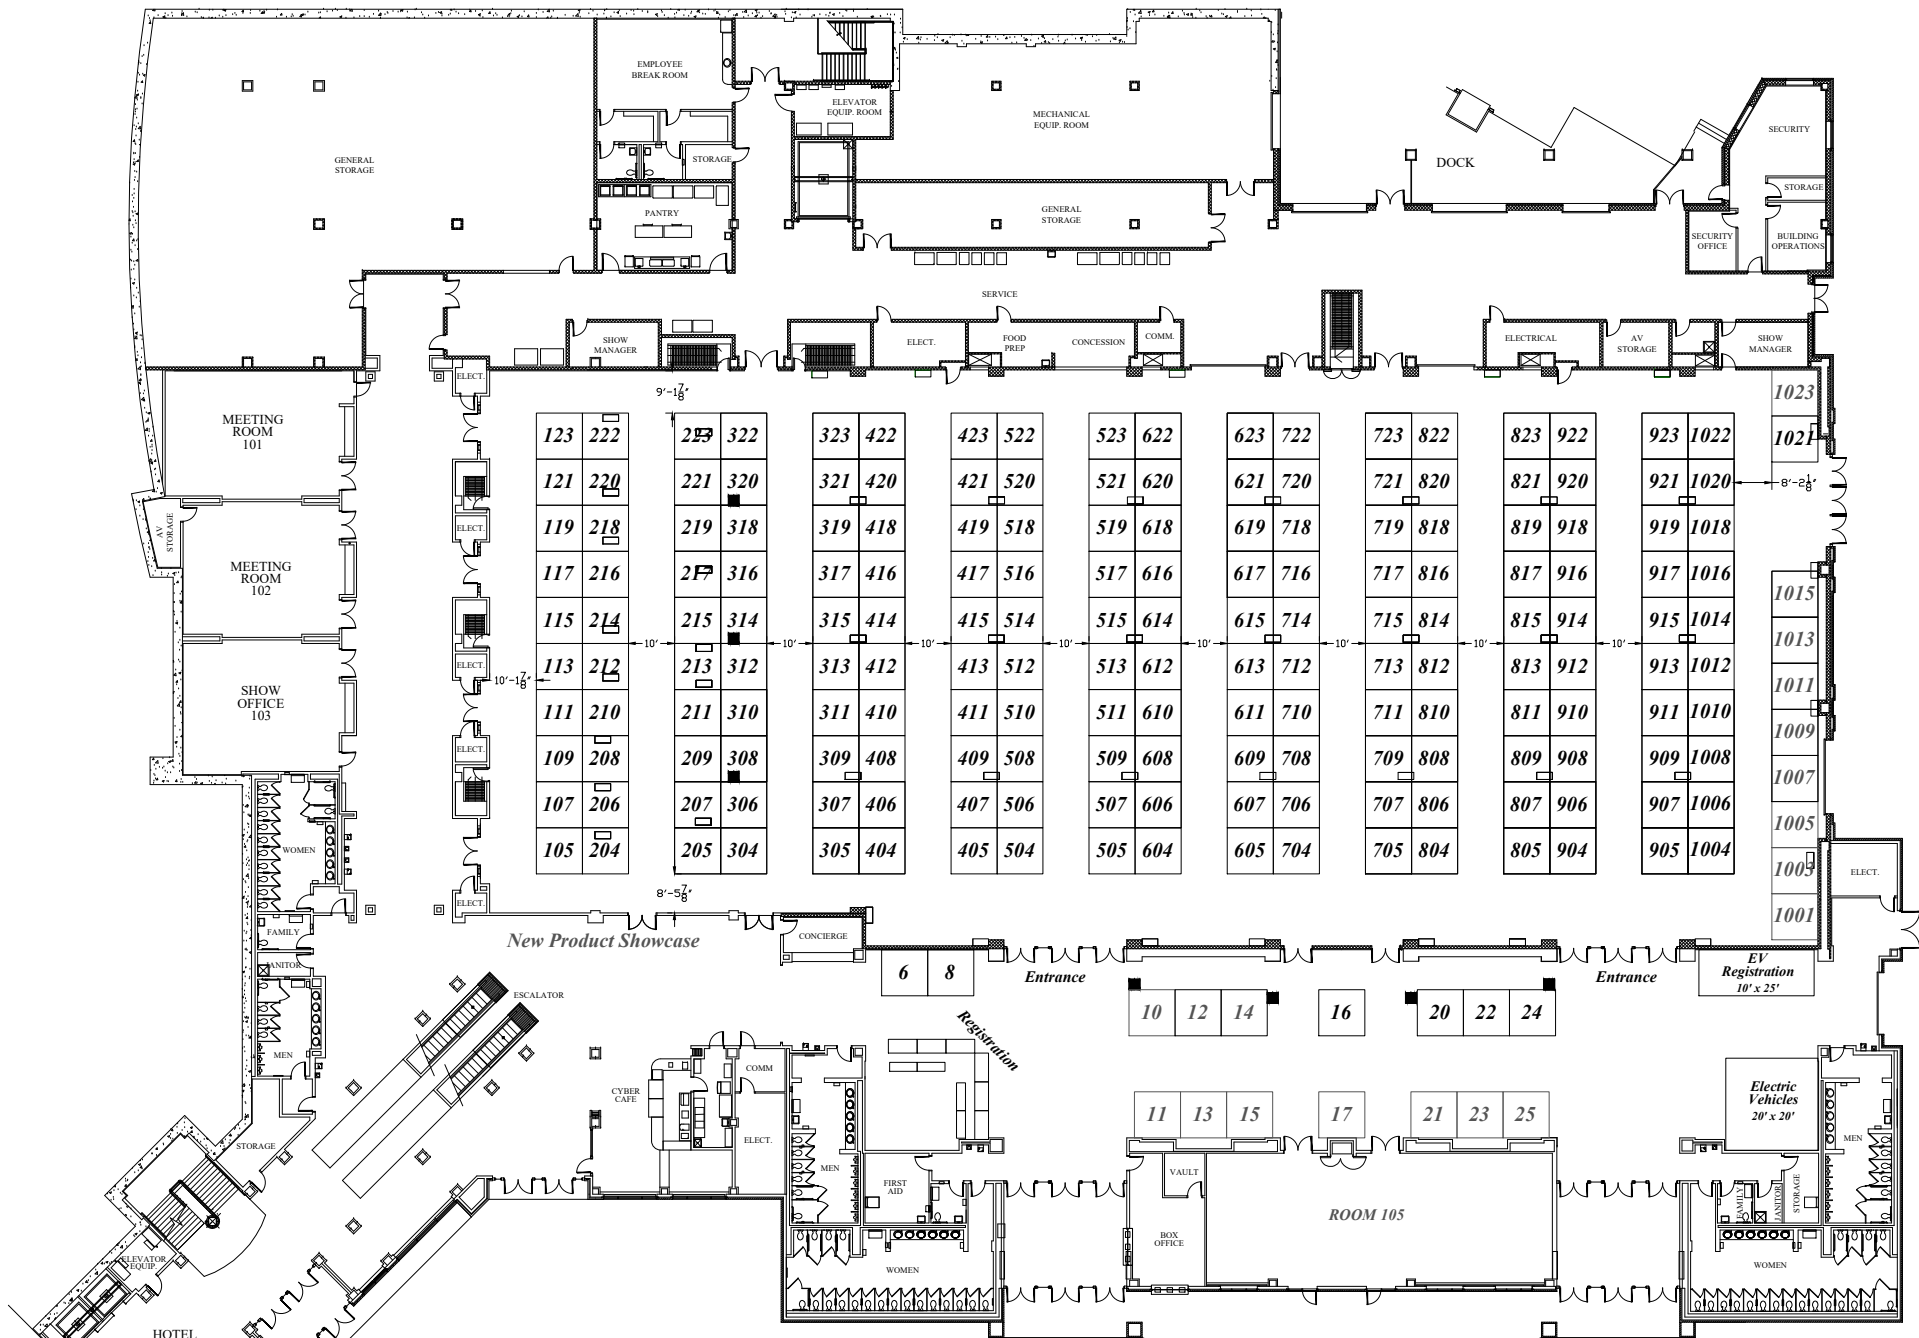 EMPLOYEE
BREAK ROOM
ELEVATOR
EQUIP. ROOM
MECHANICAL
EQUIP. ROOM
SECURITY
GENERAL
STORAGE
STORAGE
DOCK
STORAGE
PANTRY
GENERAL
STORAGE
SECURITY
OFFICE
BUILDING
OPERATIONS
SERVICE
SHOW
MANAGER
ELECT.
FOOD
PREP
CONCESSION
COMM.
ELECTRICAL
AV
STORAGE
SHOW
MANAGER
ELECT.
9'-1 7/8"
1023
MEETING
ROOM
101
123 222 223 322 323 422 423 522 523 622 623 722 723 822 823 922 923 1022 1021
121 220 221 320 321 420 421 520 521 620 621 720 721 820 821 920 921 1020 8'-2 1/8"
AV
STORAGE
ELECT.
119 218 219 318 319 418 419 518 519 618 619 718 719 818 819 918 919 1018
MEETING
ROOM
102
117 216 217 316 317 416 417 516 517 616 617 716 717 816 817 916 917 1016 1015
115 214 215 314 315 414 415 514 515 614 615 714 715 814 815 914 915 1014 1013
10' 10' 10' 10' 10' 10' 10' 10'
ELECT.
10'-1 7/8"
113 212 213 312 313 412 413 512 513 612 613 712 713 812 813 912 913 1012 1011
SHOW
OFFICE
103
111 210 211 310 311 410 411 510 511 610 611 710 711 810 811 910 911 1010 1009
ELECT.
109 208 209 308 309 408 409 508 509 608 609 708 709 808 809 908 909 1008 1007
107 206 207 306 307 406 407 506 507 606 607 706 707 806 807 906 907 1006 1005
WOMEN
105 204 205 304 305 404 405 504 505 604 605 704 705 804 805 904 905 1004 1003
ELECT.
8'-5 7/8"
ELECT.
1001
FAMILY
New Product Showcase
CONCIERGE
JANITOR
6 8
Entrance
Entrance
EV
Registration
10' x 25'
ESCALATOR
10 12 14 16 20 22 24
Registration
MEN
CYBER
CAFE
COMM
Electric
Vehicles
20' x 20'
11 13 15 17 21 23 25
STORAGE
ELECT.
MEN
MEN
FIRST
AID
VAULT
FAMILY
JANITOR
STORAGE
ROOM 105
BOX
OFFICE
ELEVATOR
EQUIP.
WOMEN
WOMEN
HOTEL